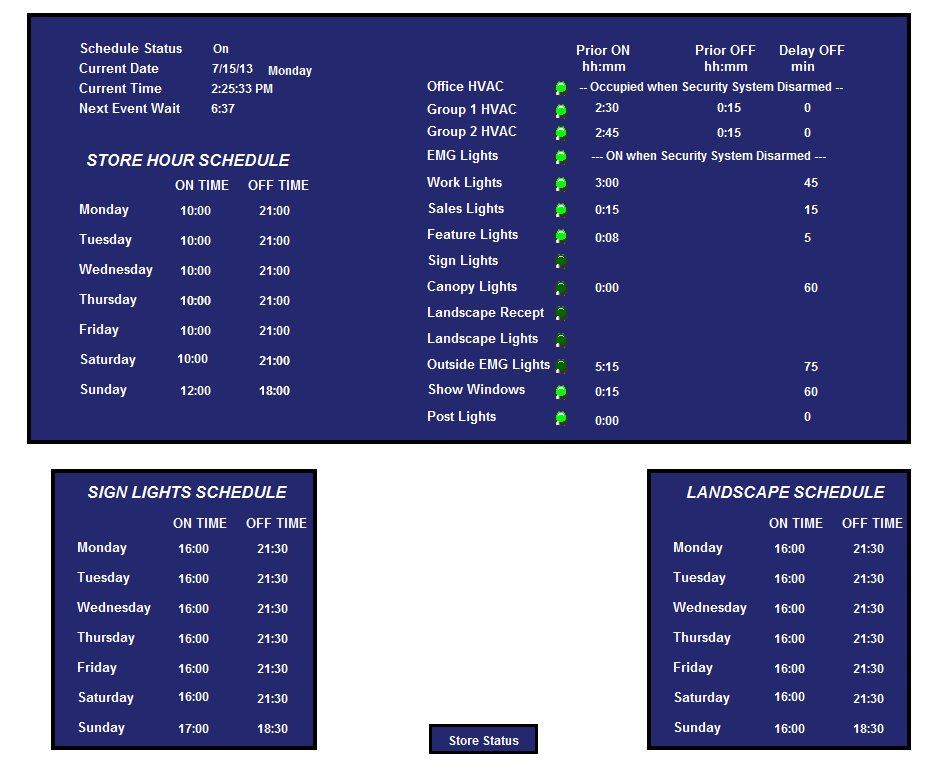 Schedule Status On
Current Date 7/15/13 Monday
Current Time 2:25:33 PM
Next Event Wait 6:37
STORE HOUR SCHEDULE
ON TIME OFF TIME
Monday 10:00 21:00
Tuesday 10:00 21:00
Wednesday 10:00 21:00
Thursday 10:00 21:00
Friday 10:00 21:00
Saturday 10:00 21:00
Sunday 12:00 18:00
Prior ON Prior OFF Delay OFF
hh:mm hh:mm min
Office HVAC -- Occupied when Security System Disarmed --
Group 1 HVAC 2:30 0:15 0
Group 2 HVAC 2:45 0:15 0
EMG Lights --- ON when Security System Disarmed ---
Work Lights 3:00 45
Sales Lights 0:15 15
Feature Lights 0:08 5
Sign Lights
Canopy Lights 0:00 60
Landscape Recept
Landscape Lights
Outside EMG Lights 5:15 75
Show Windows 0:15 60
Post Lights 0:00 0
SIGN LIGHTS SCHEDULE
ON TIME OFF TIME
Monday 16:00 21:30
Tuesday 16:00 21:30
Wednesday 16:00 21:30
Thursday 16:00 21:30
Friday 16:00 21:30
Saturday 16:00 21:30
Sunday 17:00 18:30
Store Status
LANDSCAPE SCHEDULE
ON TIME OFF TIME
Monday 16:00 21:30
Tuesday 16:00 21:30
Wednesday 16:00 21:30
Thursday 16:00 21:30
Friday 16:00 21:30
Saturday 16:00 21:30
Sunday 16:00 18:30